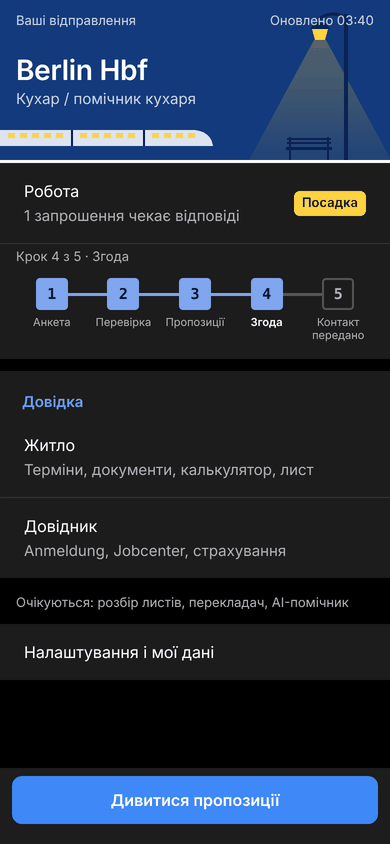 Ваші відправлення
Оновлено 03:40
Berlin Hbf
Кухар / помічник кухаря
Робота
1 запрошення чекає відповіді
Посадка
Крок 4 з 5 · Згода
1 2 3 4 5
Анкета Перевірка Пропозиції Згода Контакт
передано
Довідка
Житло
Терміни, документи, калькулятор, лист
Довідник
Anmeldung, Jobcenter, страхування
Очікуються: розбір листів, перекладач, AI-помічник
Налаштування і мої дані
Дивитися пропозиції